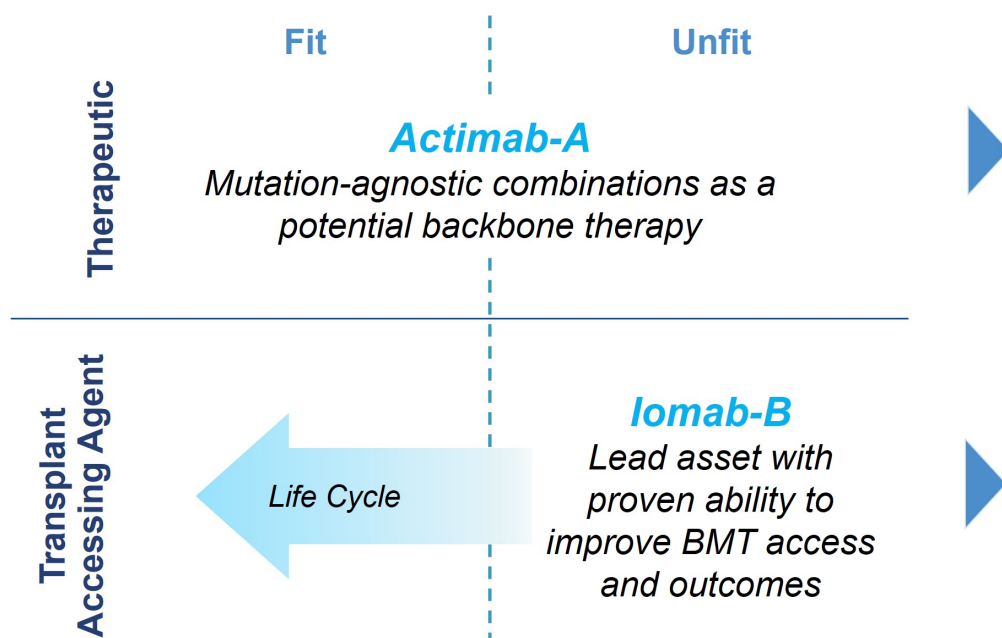 Fit
Unfit
Therapeutic
Actimab-A
Mutation-agnostic combinations as a
potential backbone therapy
Transplant
Accessing Agent
Life Cycle
Iomab-B
Lead asset with
proven ability to
improve BMT access
and outcomes